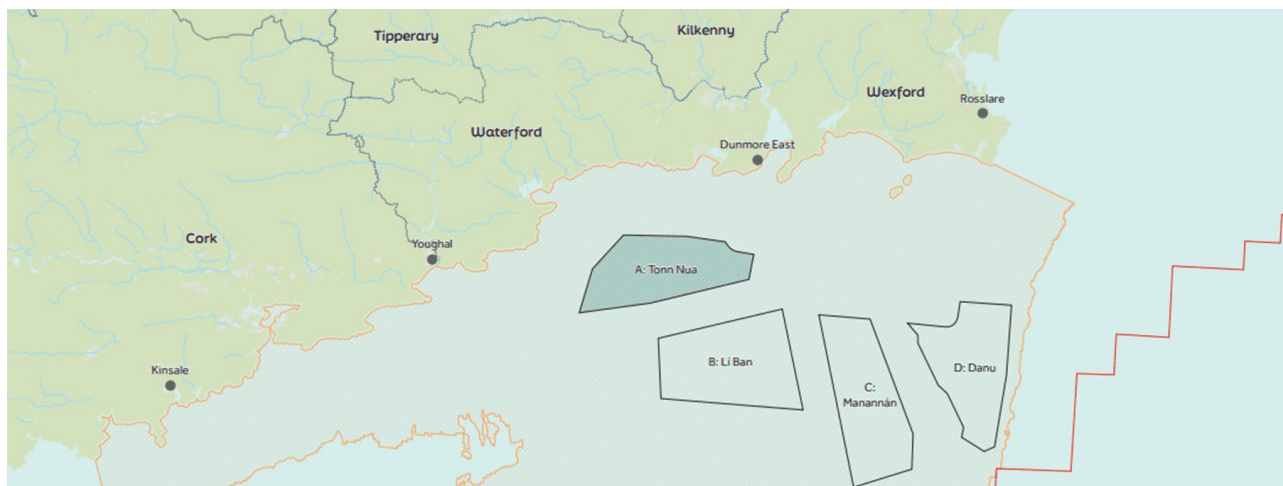 Tipperary
Kilkenny
Wexford
Rosslare
Waterford
Dunmore East
Cork
Youghal
A: Tonn Nua
B: Lí Ban
C:
Manannán
D: Danu
Kinsale